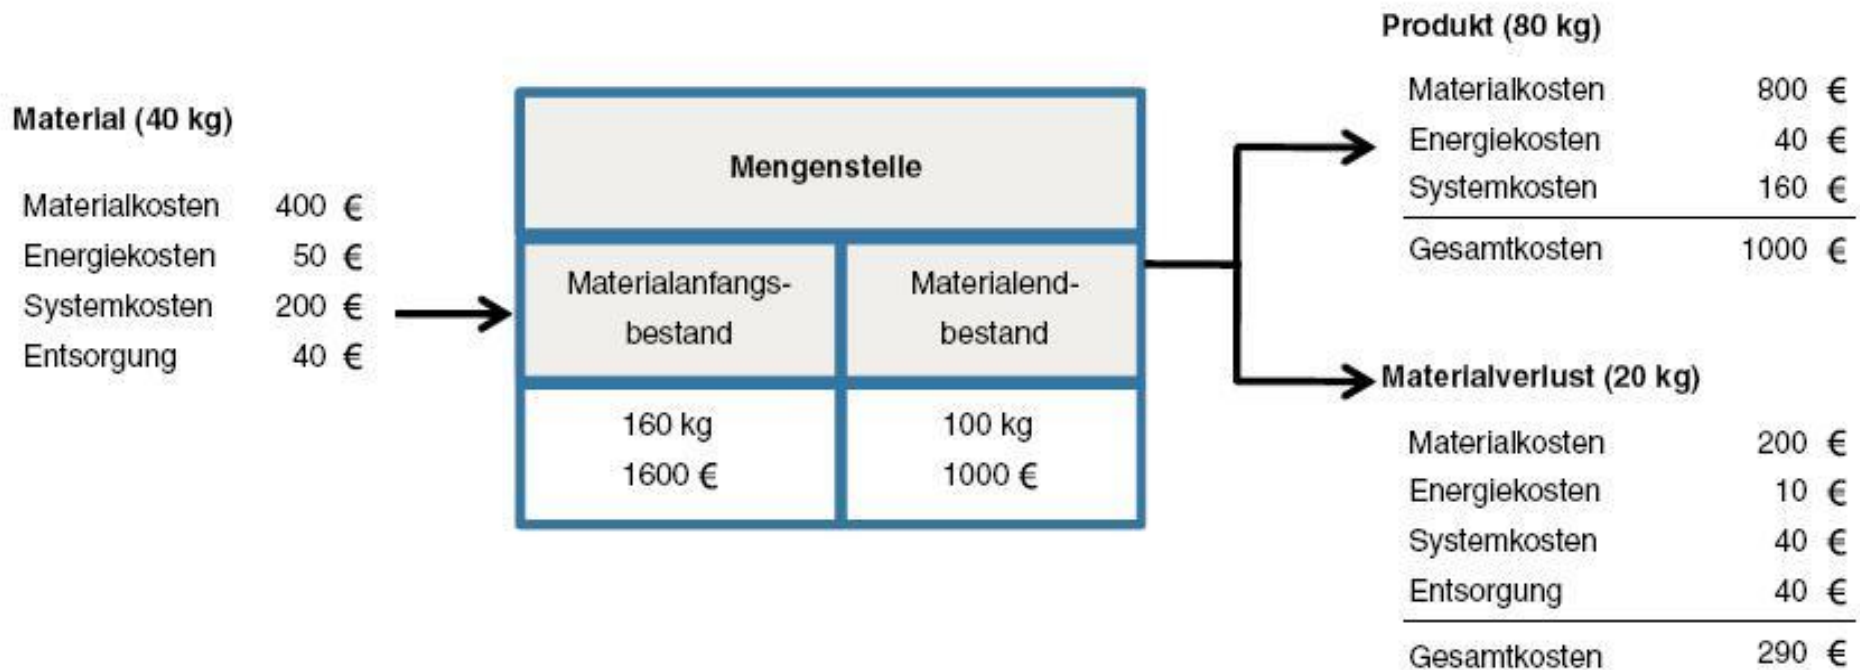 Material (40 kg)
Materialkosten 400 €
Energiekosten 50 €
Systemkosten 200 €
Entsorgung 40 €
Mengenstelle
Materialanfangs-
bestand
Materialend-
bestand
160 kg
1600 €
100 kg
1000 €
Produkt (80 kg)
Materialkosten 800 €
Energiekosten 40 €
Systemkosten 160 €
Gesamtkosten 1000 €
Materialverlust (20 kg)
Materialkosten 200 €
Energiekosten 10 €
Systemkosten 40 €
Entsorgung 40 €
Gesamtkosten 290 €